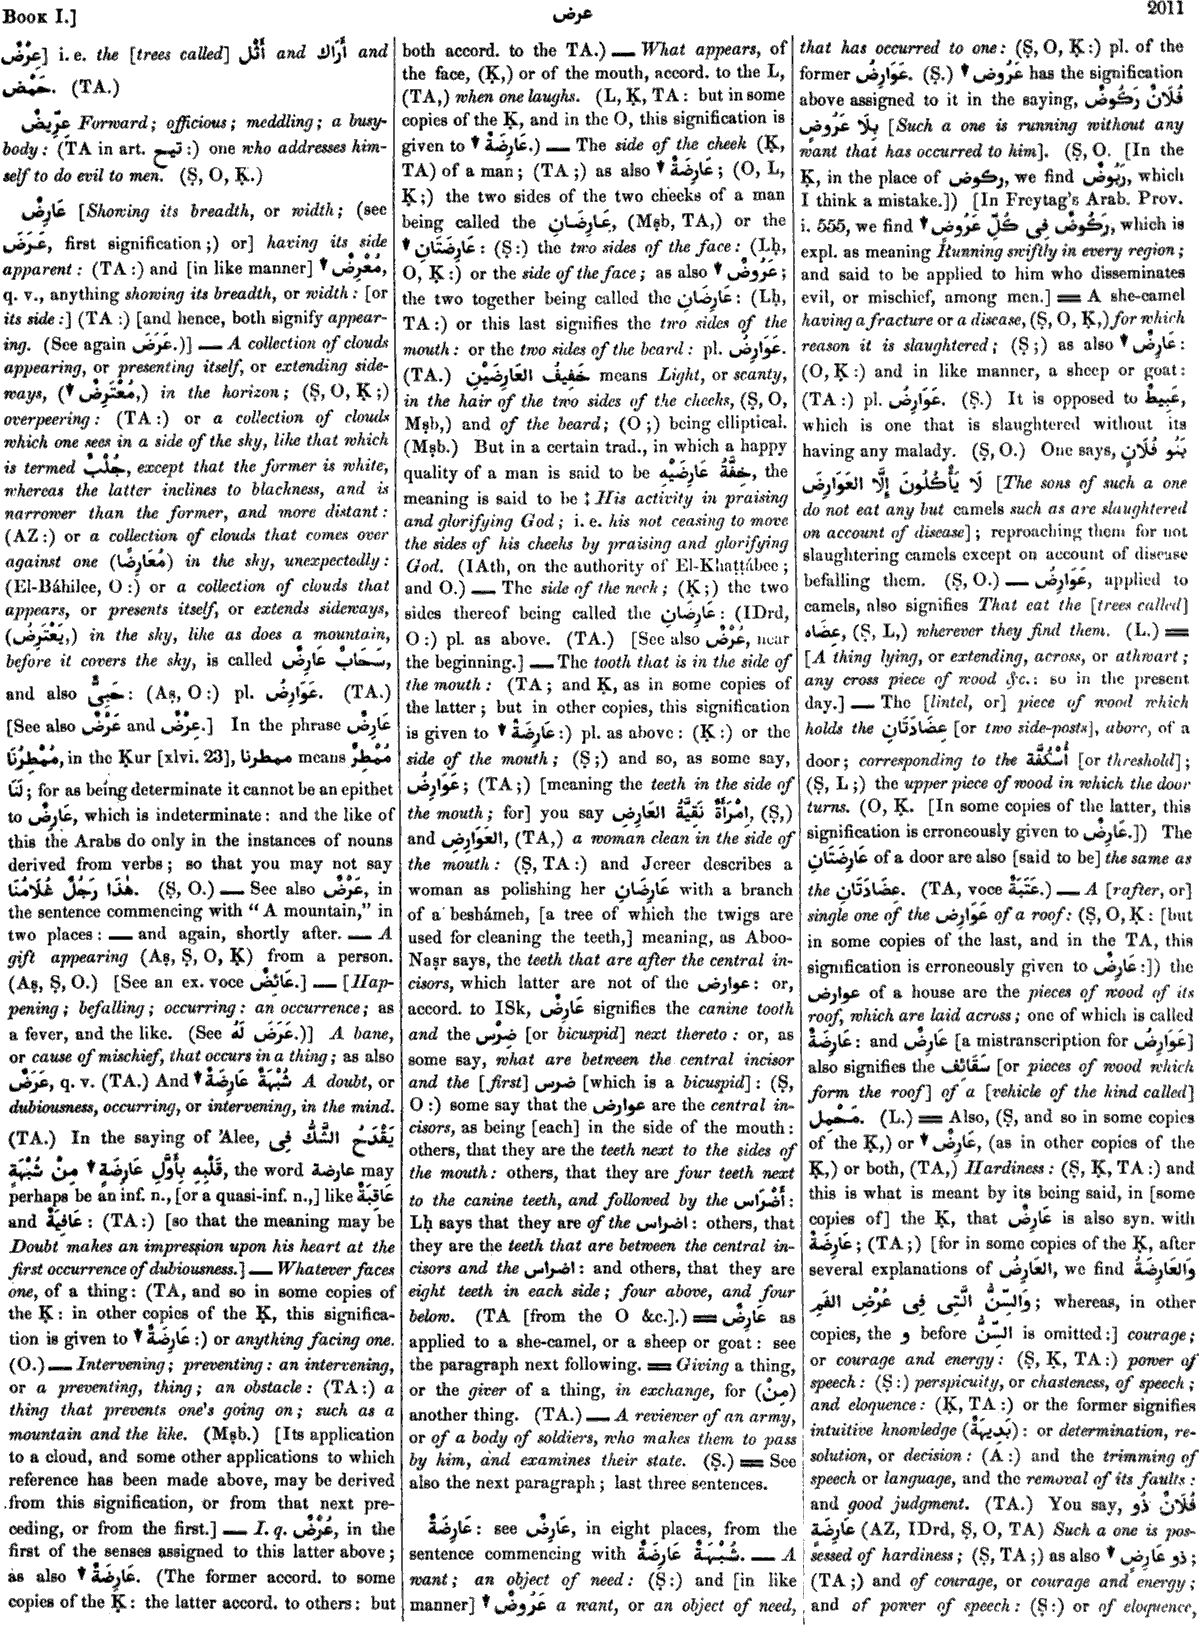 BOOK I.]
عرض
2011
عِرْضٌ] i. e. the [trees called] أَثْل and أَرَاك and
حَمْض. (TA.)
عِرِّيضٌ Forward; officious; meddling; a busy-
body: (TA in art. تيح:) one who addresses him-
self to do evil to men. (Ṣ, O, Ḳ.)
عَارِضٌ [Showing its breadth, or width; (see
عَرَضَ, first signification;) or] having its side
apparent: (TA:) and [in like manner] ↓ مُعْرِضٌ,
q. v., anything showing its breadth, or width: [or
its side:] (TA:) [and hence, both signify appear-
ing. (See again عَرَضَ.)] — A collection of clouds
appearing, or presenting itself, or extending side-
ways, (↓ مُعْتَرِضٌ,) in the horizon; (Ṣ, O, Ḳ;)
overpeering: (TA:) or a collection of clouds
which one sees in a side of the sky, like that which
is termed جُلْبٌ, except that the former is white,
whereas the latter inclines to blackness, and is
narrower than the former, and more distant:
(AZ:) or a collection of clouds that comes over
against one (مُعَارِضًا) in the sky, unexpectedly:
(El-Báhilee, O:) or a collection of clouds that
appears, or presents itself, or extends sideways,
(يَعْتَرِضُ,) in the sky, like as does a mountain,
before it covers the sky, is called سَحَابٌ عَارِضٌ,
and also حَبِىٌّ: (Aṣ, O:) pl. عَوَارِضُ. (TA.)
[See also عَرْضٌ and عِرْضٌ.] In the phrase عَارِضٌ
مُمْطِرُنَا, in the Ḳur [xlvi. 23], ممطرنا means مُمْطِرٌ
لَنَا; for as being determinate it cannot be an epithet
to عَارِضٌ, which is indeterminate: and the like of
this the Arabs do only in the instances of nouns
derived from verbs; so that you may not say
هٰذَا رَجُلٌ غُلَامُنَا. (Ṣ, O.) — See also عَرْضٌ, in
the sentence commencing with “A mountain,” in
two places: — and again, shortly after. — A
gift appearing (Aṣ, Ṣ, O, Ḳ) from a person.
(Aṣ, Ṣ, O.) [See an ex. voce عَائِضٌ.] — [Hap-
pening; befalling; occurring: an occurrence; as
a fever, and the like. (See عَرَضَ لَهُ.)] A bane,
or cause of mischief, that occurs in a thing; as also
عَرَضٌ, q. v. (TA.) And ↓ شُبْهَةٌ عَارِضَةٌ A doubt, or
dubiousness, occurring, or intervening, in the mind.
(TA.) In the saying of ’Alee, يَقْدَحُ الشَّكُّ فِى
قَلْبِهِ بِأَوَّلِ عَارِضَةٍ ↓ مِنْ شُبْهَةٍ, the word عارضة may
perhaps be an inf. n., [or a quasi-inf. n.,] like عَاقِبَةٌ
and عَافِيَةٌ: (TA:) [so that the meaning may be
Doubt makes an impression upon his heart at the
first occurrence of dubiousness.] — Whatever faces
one, of a thing: (TA, and so in some copies of
the Ḳ: in other copies of the Ḳ, this significa-
tion is given to ↓ عَارِضَةٌ:) or anything facing one.
(O.) — Intervening; preventing: an intervening,
or a preventing, thing; an obstacle: (TA:) a
thing that prevents one's going on; such as a
mountain and the like. (Mṣb.) [Its application
to a cloud, and some other applications to which
reference has been made above, may be derived
from this signification, or from that next pre-
ceding, or from the first.] — I. q. عُرْضٌ, in the
first of the senses assigned to this latter above;
as also ↓ عَارِضَةٌ. (The former accord. to some
copies of the Ḳ: the latter accord. to others: but
both accord. to the TA.) — What appears, of
the face, (Ḳ,) or of the mouth, accord. to the L,
(TA,) when one laughs. (L, Ḳ, TA: but in some
copies of the Ḳ, and in the O, this signification is
given to ↓ عَارِضَةٌ.) — The side of the cheek (Ḳ,
TA) of a man; (TA;) as also ↓ عَارِضَةٌ; (O, L,
Ḳ;) the two sides of the two cheeks of a man
being called the عَارِضَانِ, (Mṣb, TA,) or the
↓ عَارِضَتَانِ: (Ṣ:) the two sides of the face: (Lḥ,
O, Ḳ:) or the side of the face; as also ↓ عَرُوضٌ;
the two together being called the عَارِضَانِ: (Lḥ,
TA:) or this last signifies the two sides of the
mouth: or the two sides of the beard: pl. عَوَارِضُ.
(TA.) خَفِيفُ العَارِضَيْنِ means Light, or scanty,
in the hair of the two sides of the cheeks, (Ṣ, O,
Mṣb,) and of the beard; (O;) being elliptical.
(Mṣb.) But in a certain trad., in which a happy
quality of a man is said to be خِفَّةُ عَارِضَيْهِ, the
meaning is said to be ‡ His activity in praising
and glorifying God; i. e. his not ceasing to move
the sides of his cheeks by praising and glorifying
God. (IAth, on the authority of El-Khaṭṭábee;
and O.) — The side of the neck; (Ḳ;) the two
sides thereof being called the عَارِضَانِ: (IDrd,
O:) pl. as above. (TA.) [See also عُرْضٌ, near
the beginning.] — The tooth that is in the side of
the mouth: (TA; and Ḳ, as in some copies of
the latter; but in other copies, this signification
is given to ↓ عَارِضَةٌ:) pl. as above: (Ḳ:) or the
side of the mouth; (Ṣ;) and so, as some say,
عَوَارِضُ; (TA;) [meaning the teeth in the side of
the mouth; for] you say امْرَأَةٌ نَقِيَّةُ العَارِضِ, (Ṣ,)
and العَوَارِضِ, (TA,) a woman clean in the side of
the mouth: (Ṣ, TA:) and Jereer describes a
woman as polishing her عَارِضَانِ with a branch
of a beshámeh, [a tree of which the twigs are
used for cleaning the teeth,] meaning, as Aboo-
Naṣr says, the teeth that are after the central in-
cisors, which latter are not of the عوارض: or,
accord. to ISk, عَارِضٌ signifies the canine tooth
and the ضِرْس [or bicuspid] next thereto: or, as
some say, what are between the central incisor
and the [first] ضرس [which is a bicuspid]: (Ṣ,
O:) some say that the عوارض are the central in-
cisors, as being [each] in the side of the mouth:
others, that they are the teeth next to the sides of
the mouth: others, that they are four teeth next
to the canine teeth, and followed by the أَضْرَاس:
Lḥ says that they are of the اضراس: others, that
they are the teeth that are between the central in-
cisors and the اضراس: and others, that they are
eight teeth in each side; four above, and four
below. (TA [from the O &c.].) = عَارِضٌ as
applied to a she-camel, or a sheep or goat: see
the paragraph next following. = Giving a thing,
or the giver of a thing, in exchange, for (مِنْ)
another thing. (TA.) — A reviewer of an army,
or of a body of soldiers, who makes them to pass
by him, and examines their state. (Ṣ.) = See
also the next paragraph; last three sentences.
عَارِضَةٌ: see عَارِضٌ, in eight places, from the
sentence commencing with شُبْهَةٌ عَارِضَةٌ. — A
want; an object of need: (Ṣ:) and [in like
manner] ↓ عَرُوضٌ a want, or an object of need,
that has occurred to one: (Ṣ, O, Ḳ:) pl. of the
former عَوَارِضُ. (Ṣ.) ↓ عَرُوض has the signification
above assigned to it in the saying, فُلَانٌ رَكُوضٌ
بِلَا عَرُوضٍ [Such a one is running without any
want that has occurred to him]. (Ṣ, O. [In the
Ḳ, in the place of ركوض, we find رَبُوضٌ, which
I think a mistake.]) [In Freytag's Arab. Prov.
i. 555, we find ↓ رَكُوضٌ فِى كُلِّ عَرُوضٍ, which is
expl. as meaning Running swiftly in every region;
and said to be applied to him who disseminates
evil, or mischief, among men.] = A she-camel
having a fracture or a disease, (Ṣ, O, Ḳ,) for which
reason it is slaughtered; (Ṣ;) as also ↓ عَارِضٌ:
(O, Ḳ:) and in like manner, a sheep or goat:
(TA:) pl. عَوَارِضُ. (Ṣ.) It is opposed to عَبِيطٌ,
which is one that is slaughtered without its
having any malady. (Ṣ, O.) One says, بَنُو فُلَانٍ
لَا يَأْكُلُونَ إِلَّا العَوَارِضَ [The sons of such a one
do not eat any but camels such as are slaughtered
on account of disease]; reproaching them for not
slaughtering camels except on account of disease
befalling them. (Ṣ, O.) — عَوَارِضُ, applied to
camels, also signifies That eat the [trees called]
عِضَاه, (Ṣ, L,) wherever they find them. (L.) =
[A thing lying, or extending, across, or athwart;
any cross piece of wood &c.: so in the present
day.] — The [lintel, or] piece of wood which
holds the عِضَادَتَانِ [or two side-posts], above, of a
door; corresponding to the أُسْكُفَّة [or threshold];
(Ṣ, L;) the upper piece of wood in which the door
turns. (O, Ḳ. [In some copies of the latter, this
signification is erroneously given to عَارِضٌ.]) The
عَارِضَتَانِ of a door are also [said to be] the same as
the عِضَادَتَانِ. (TA, voce عَتَبَةٌ.) — A [rafter, or]
single one of the عَوَارِض of a roof: (Ṣ, O, Ḳ: [but
in some copies of the last, and in the TA, this
signification is erroneously given to عَارِضٌ:]) the
عوارض of a house are the pieces of wood of its
roof, which are laid across; one of which is called
عَارِضَةٌ: and عَارِضٌ [a mistranscription for عَوَارِضُ]
also signifies the سَقَائِف [or pieces of wood which
form the roof] of a [vehicle of the kind called]
مَحْمِل. (L.) = Also, (Ṣ, and so in some copies
of the Ḳ,) or ↓ عَارِضٌ, (as in other copies of the
Ḳ,) or both, (TA,) Hardiness: (Ṣ, Ḳ, TA:) and
this is what is meant by its being said, in [some
copies of] the Ḳ, that عَارِضٌ is also syn. with
عَارِضَةٌ; (TA;) [for in some copies of the Ḳ, after
several explanations of العَارِضُ, we find وَالعَارِضَةُ
وَالسِّنُّ الَّتِى فِى عُرْضِ الفَمِ; whereas, in other
copies, the و before السِّنُّ is omitted:] courage;
or courage and energy: (Ṣ, Ḳ, TA:) power of
speech: (Ṣ:) perspicuity, or chasteness, of speech;
and eloquence: (Ḳ, TA:) or the former signifies
intuitive knowledge (بَدِيهَةٌ): or determination, re-
solution, or decision: (A:) and the trimming of
speech or language, and the removal of its faults:
and good judgment. (TA.) You say, فُلَانٌ ذُو
عَارِضَةٍ (AZ, IDrd, Ṣ, O, TA) Such a one is pos-
sessed of hardiness; (Ṣ, TA;) as also ↓ ذو عَارِضٍ;
(TA;) and of courage, or courage and energy;
and of power of speech: (Ṣ:) or of eloquence,